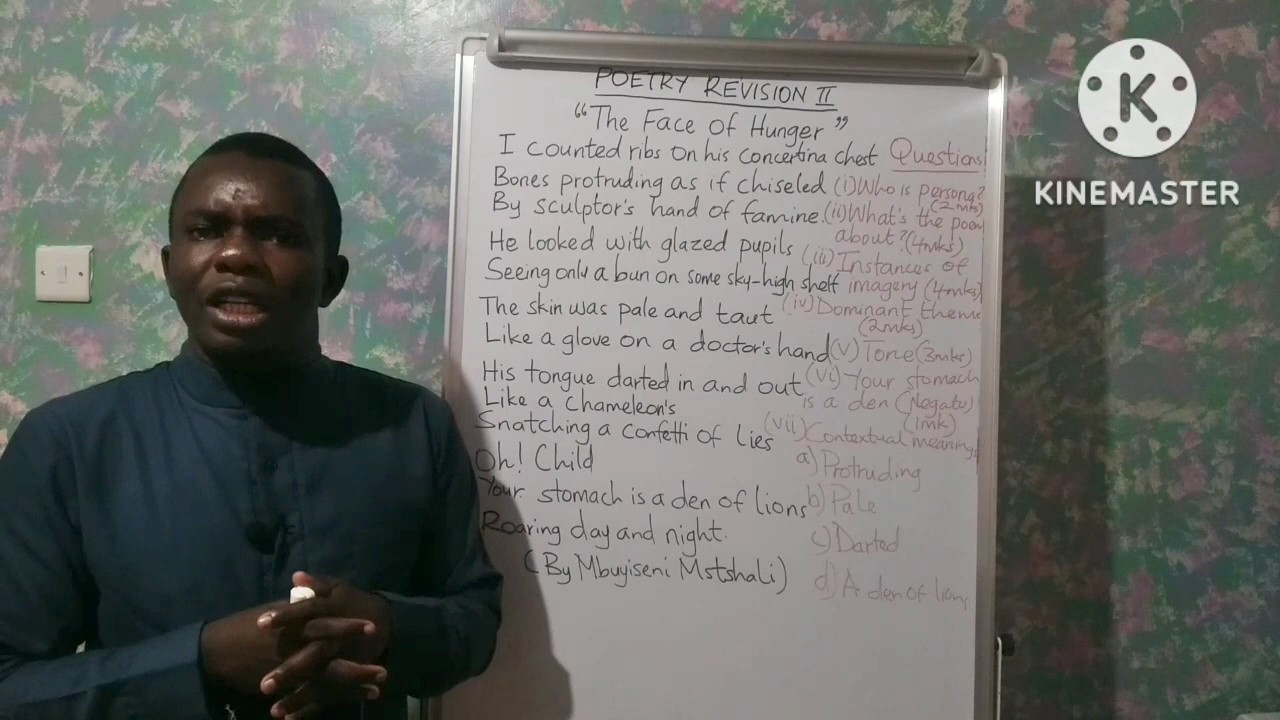 POETRY REVISION II
"The Face of Hunger"
I counted ribs on his concertina chest
Bones protruding as if chiseled
By sculptor's hand of famine.
He looked with glazed pupils
Seeing only a bun on some sky-high shelf
The skin was pale and taut
Like a glove on a doctor's hand
His tongue darted in and out
Like a Chameleon's
Snatching a confetti of lies
Oh! Child
Your stomach is a den of lions
Roaring day and night.
(By Mbuyiseni Mstshali)
Questions
(i) Who is persona?
(2mks)
(ii) What's the poem
about? (4mks)
(iii) Instances of
imagery (4mks)
(iv) Dominant theme
(2mks)
(v) Tone (3mks)
(vi) Your stomach
is a den (Negate)
(1mk)
(vii) Contextual meanings
a) Protruding
b) Pale
c) Darted
d) A den of lions
K
KINEMASTER